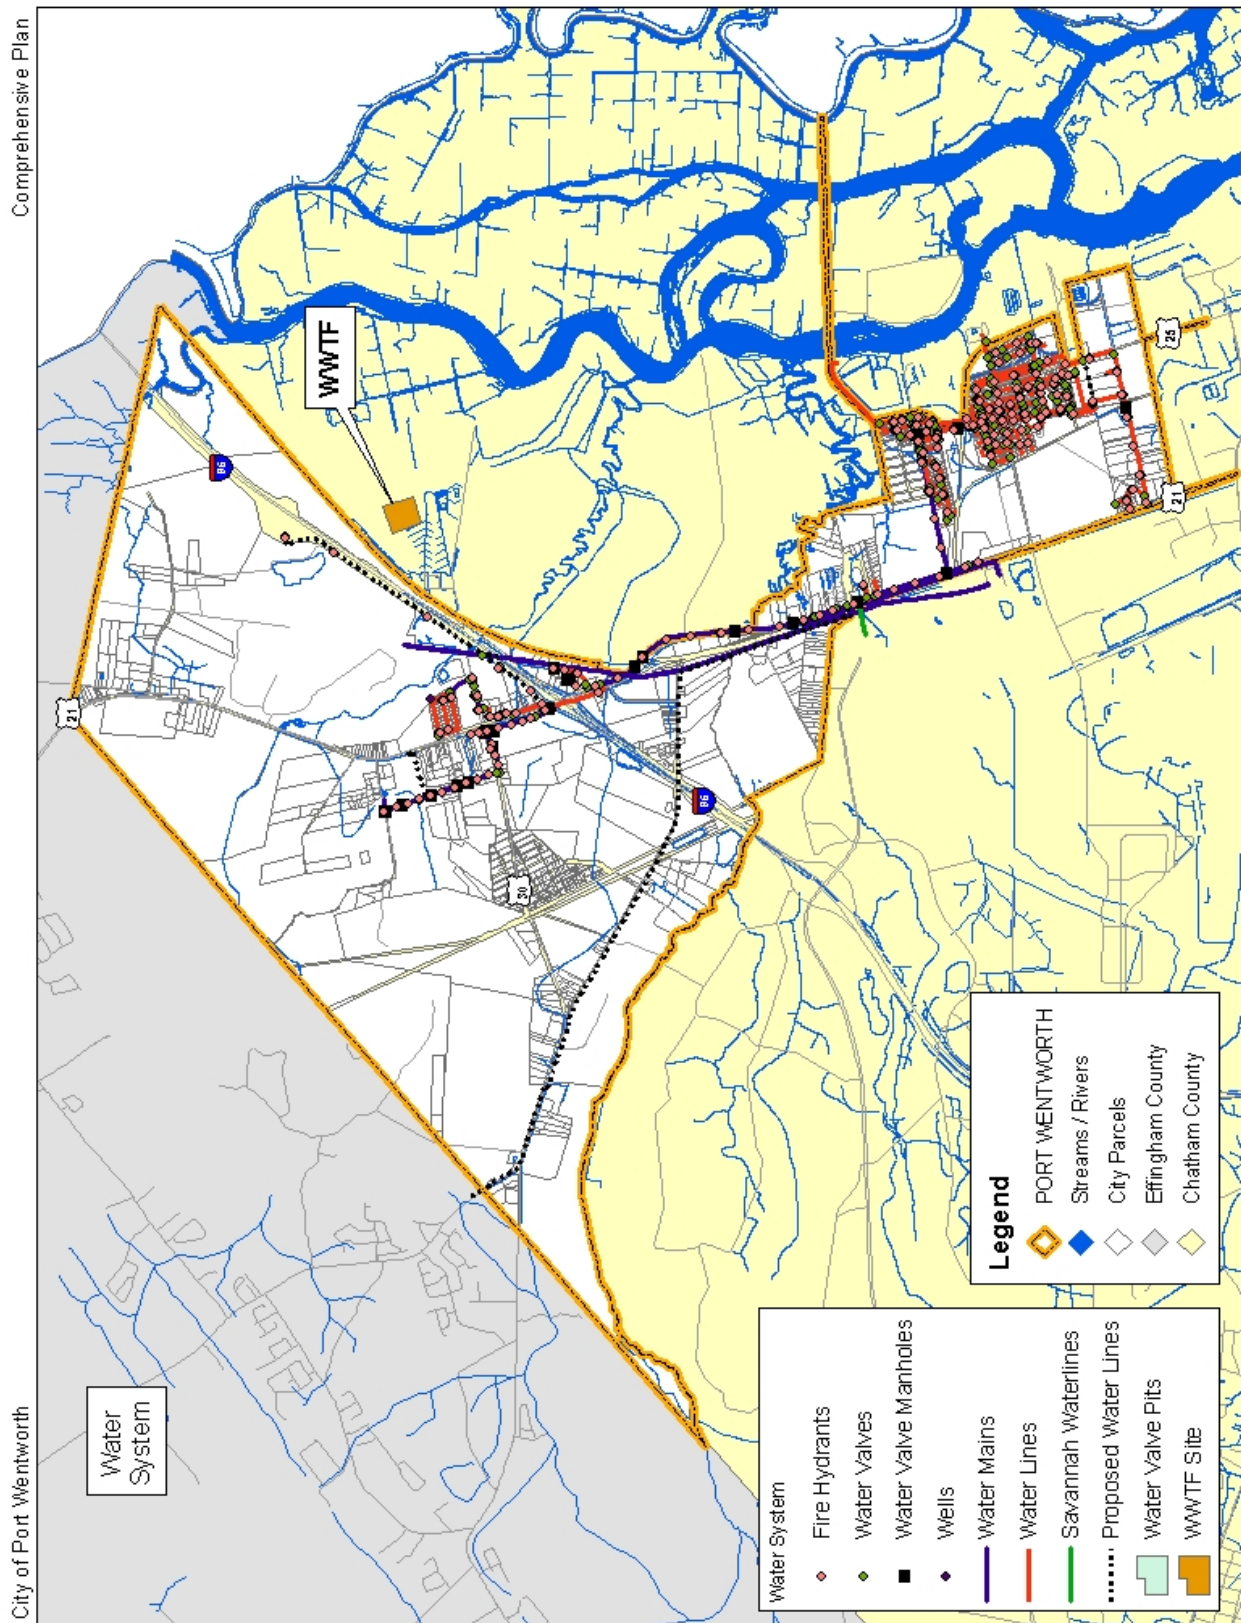 City of Port Wentworth
Comprehensive Plan
Water
System
WWTF
21
95
30
95
21
25
Water System
Fire Hydrants
Water Valves
Water Valve Manholes
Wells
Water Mains
Water Lines
Savannah Waterlines
Proposed Water Lines
Water Valve Pits
WWTF Site
Legend
PORT WENTWORTH
Streams / Rivers
City Parcels
Effingham County
Chatham County